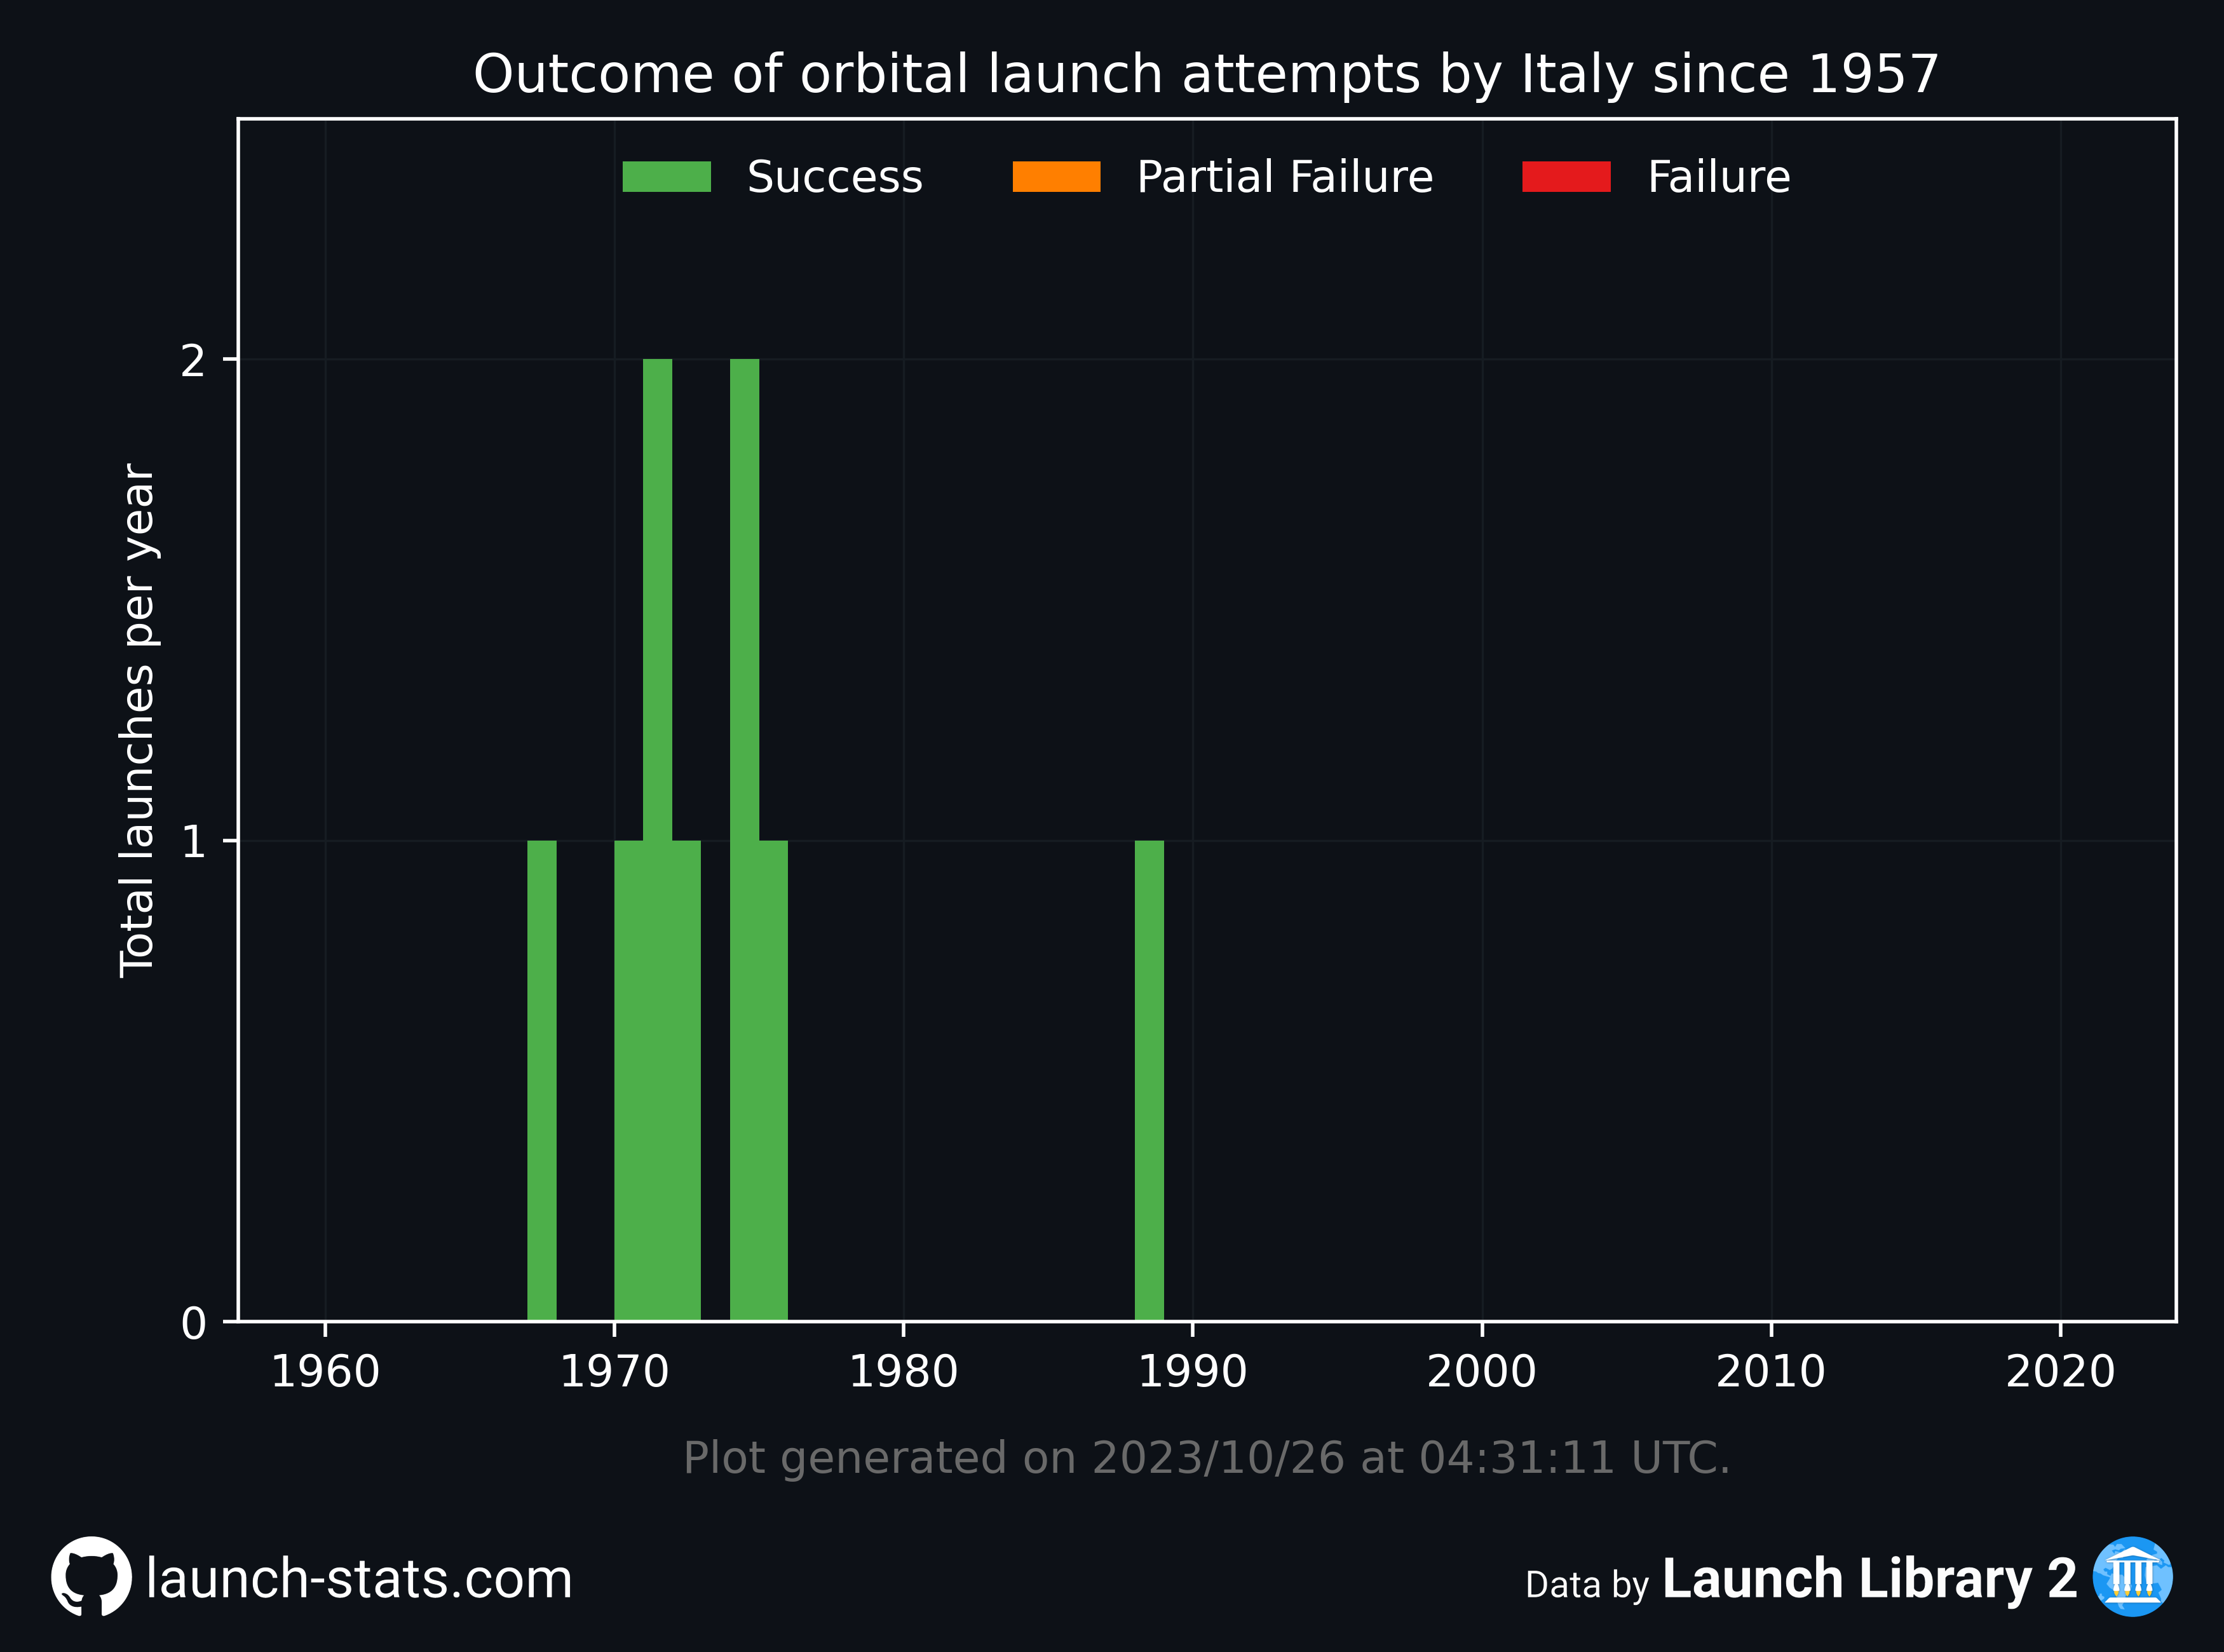 Outcome of orbital launch attempts by Italy since 1957
Success Partial Failure Failure
Total launches per year
2
1
0
1960 1970 1980 1990 2000 2010 2020
Plot generated on 2023/10/26 at 04:31:11 UTC.
launch-stats.com
Data by Launch Library 2